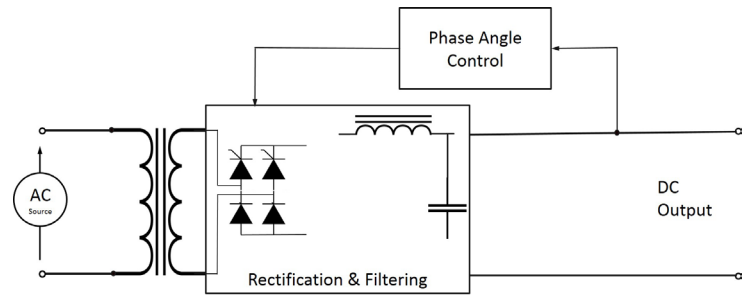 Phase Angle
Control
AC
Source
DC
Output
Rectification & Filtering